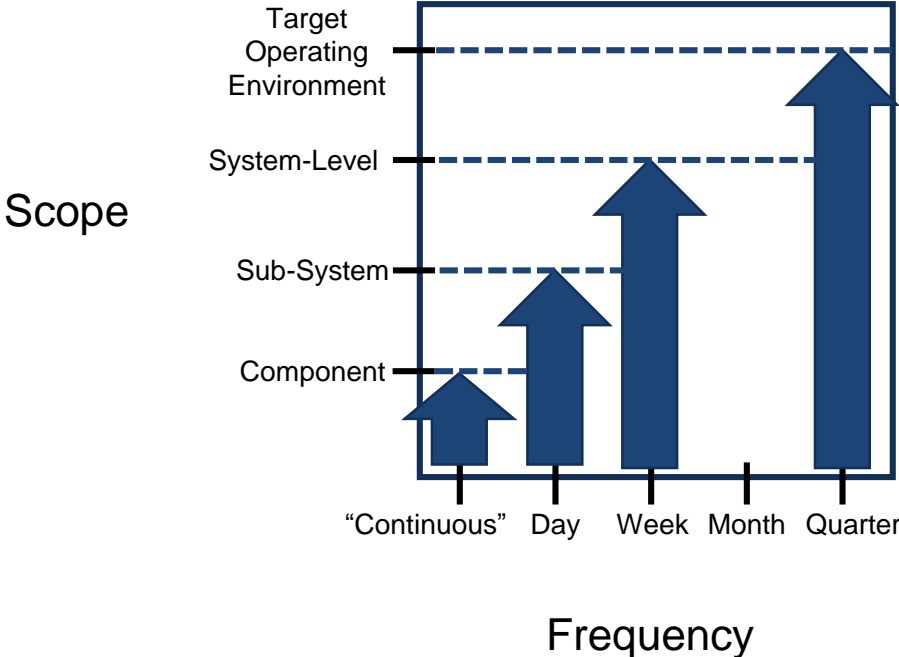 Target
Operating
Environment
System-Level
Scope
Sub-System
Component
“Continuous” Day Week Month Quarter
Frequency